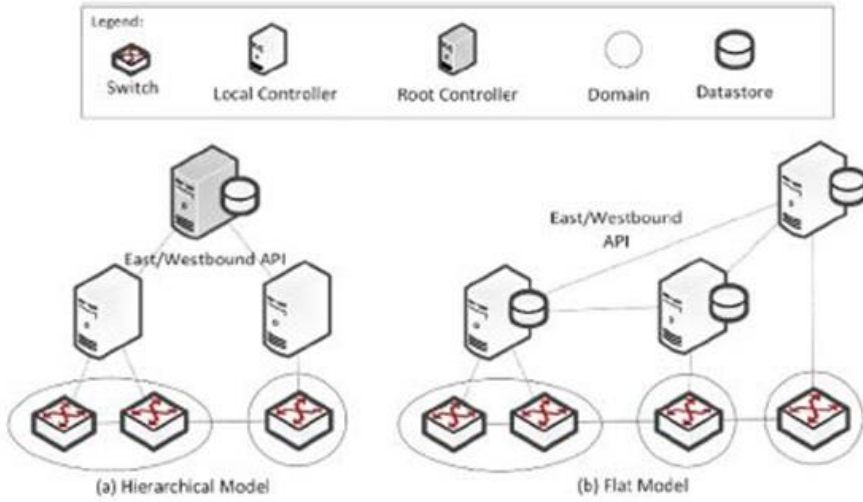 Legend:
Switch
Local Controller
Root Controller
Domain
Datastore
East/Westbound API
East/Westbound
API
(a) Hierarchical Model
(b) Flat Model